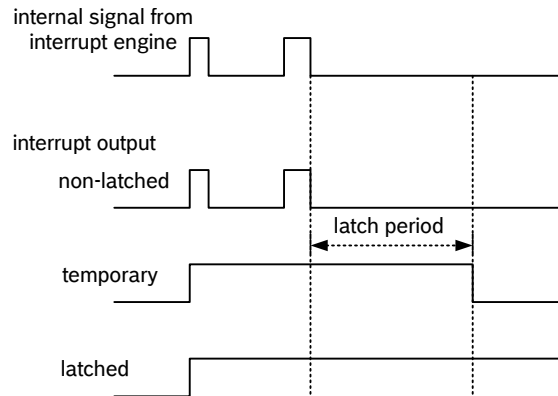 internal signal from
interrupt engine
interrupt output
non-latched
latch period
temporary
latched